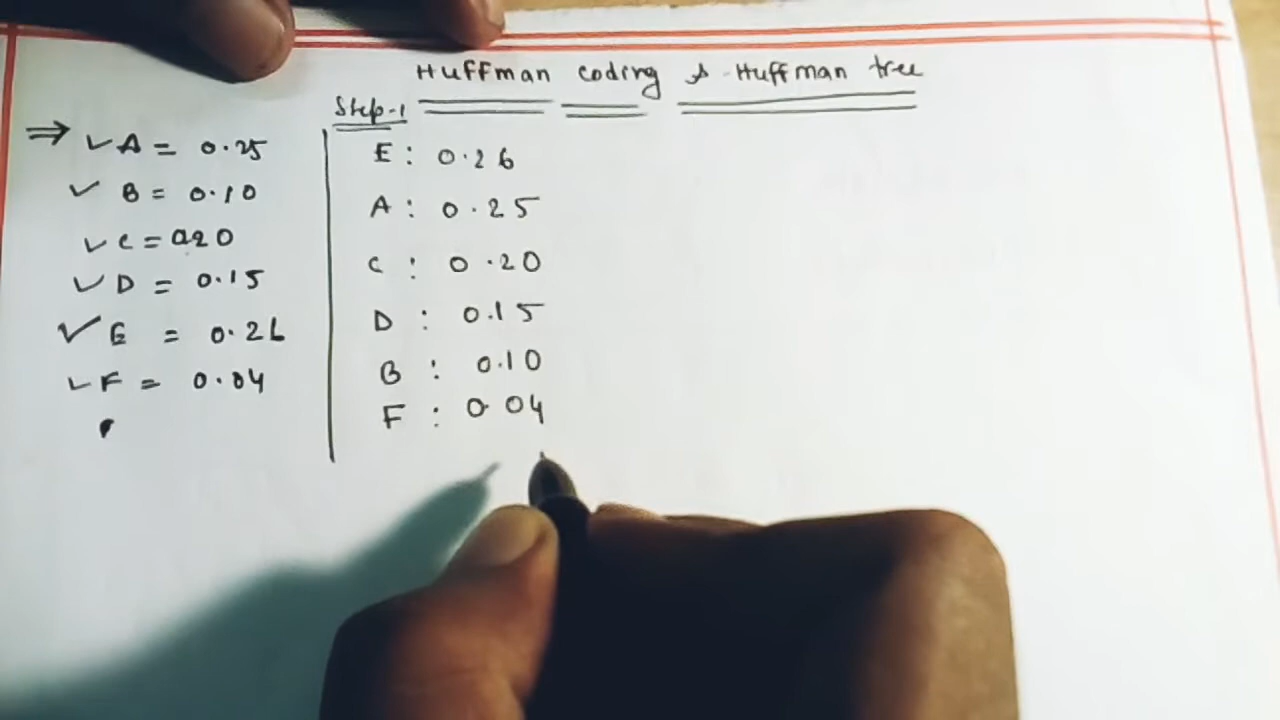 Huffman coding & Huffman tree
⇒ ✓ A = 0.25
✓ B = 0.10
✓ C = 0.20
✓ D = 0.15
✓ E = 0.26
✓ F = 0.04
Step-1
E : 0.26
A : 0.25
C : 0.20
D : 0.15
B : 0.10
F : 0.04